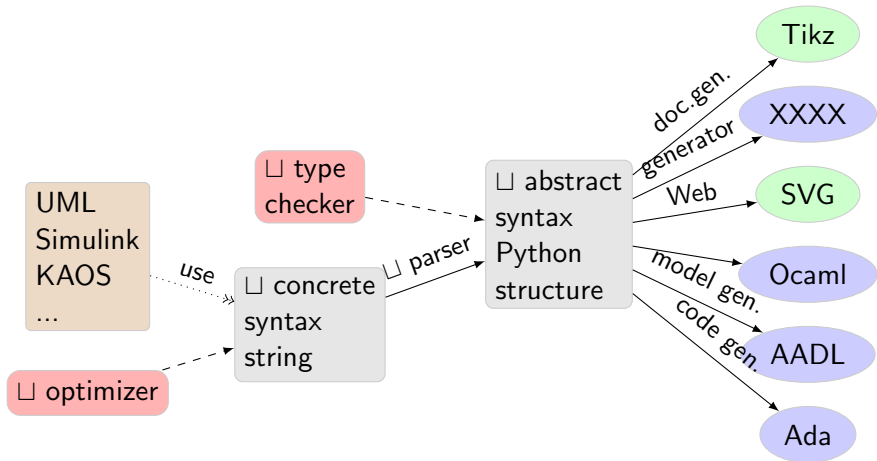 UML
Simulink
KAOS
...
use
⊔ optimizer
⊔ type
checker
⊔ concrete
syntax
string
⊔ parser
⊔ abstract
syntax
Python
structure
doc.gen.
generator
Web
model gen.
code gen.
Tikz
XXXX
SVG
Ocaml
AADL
Ada